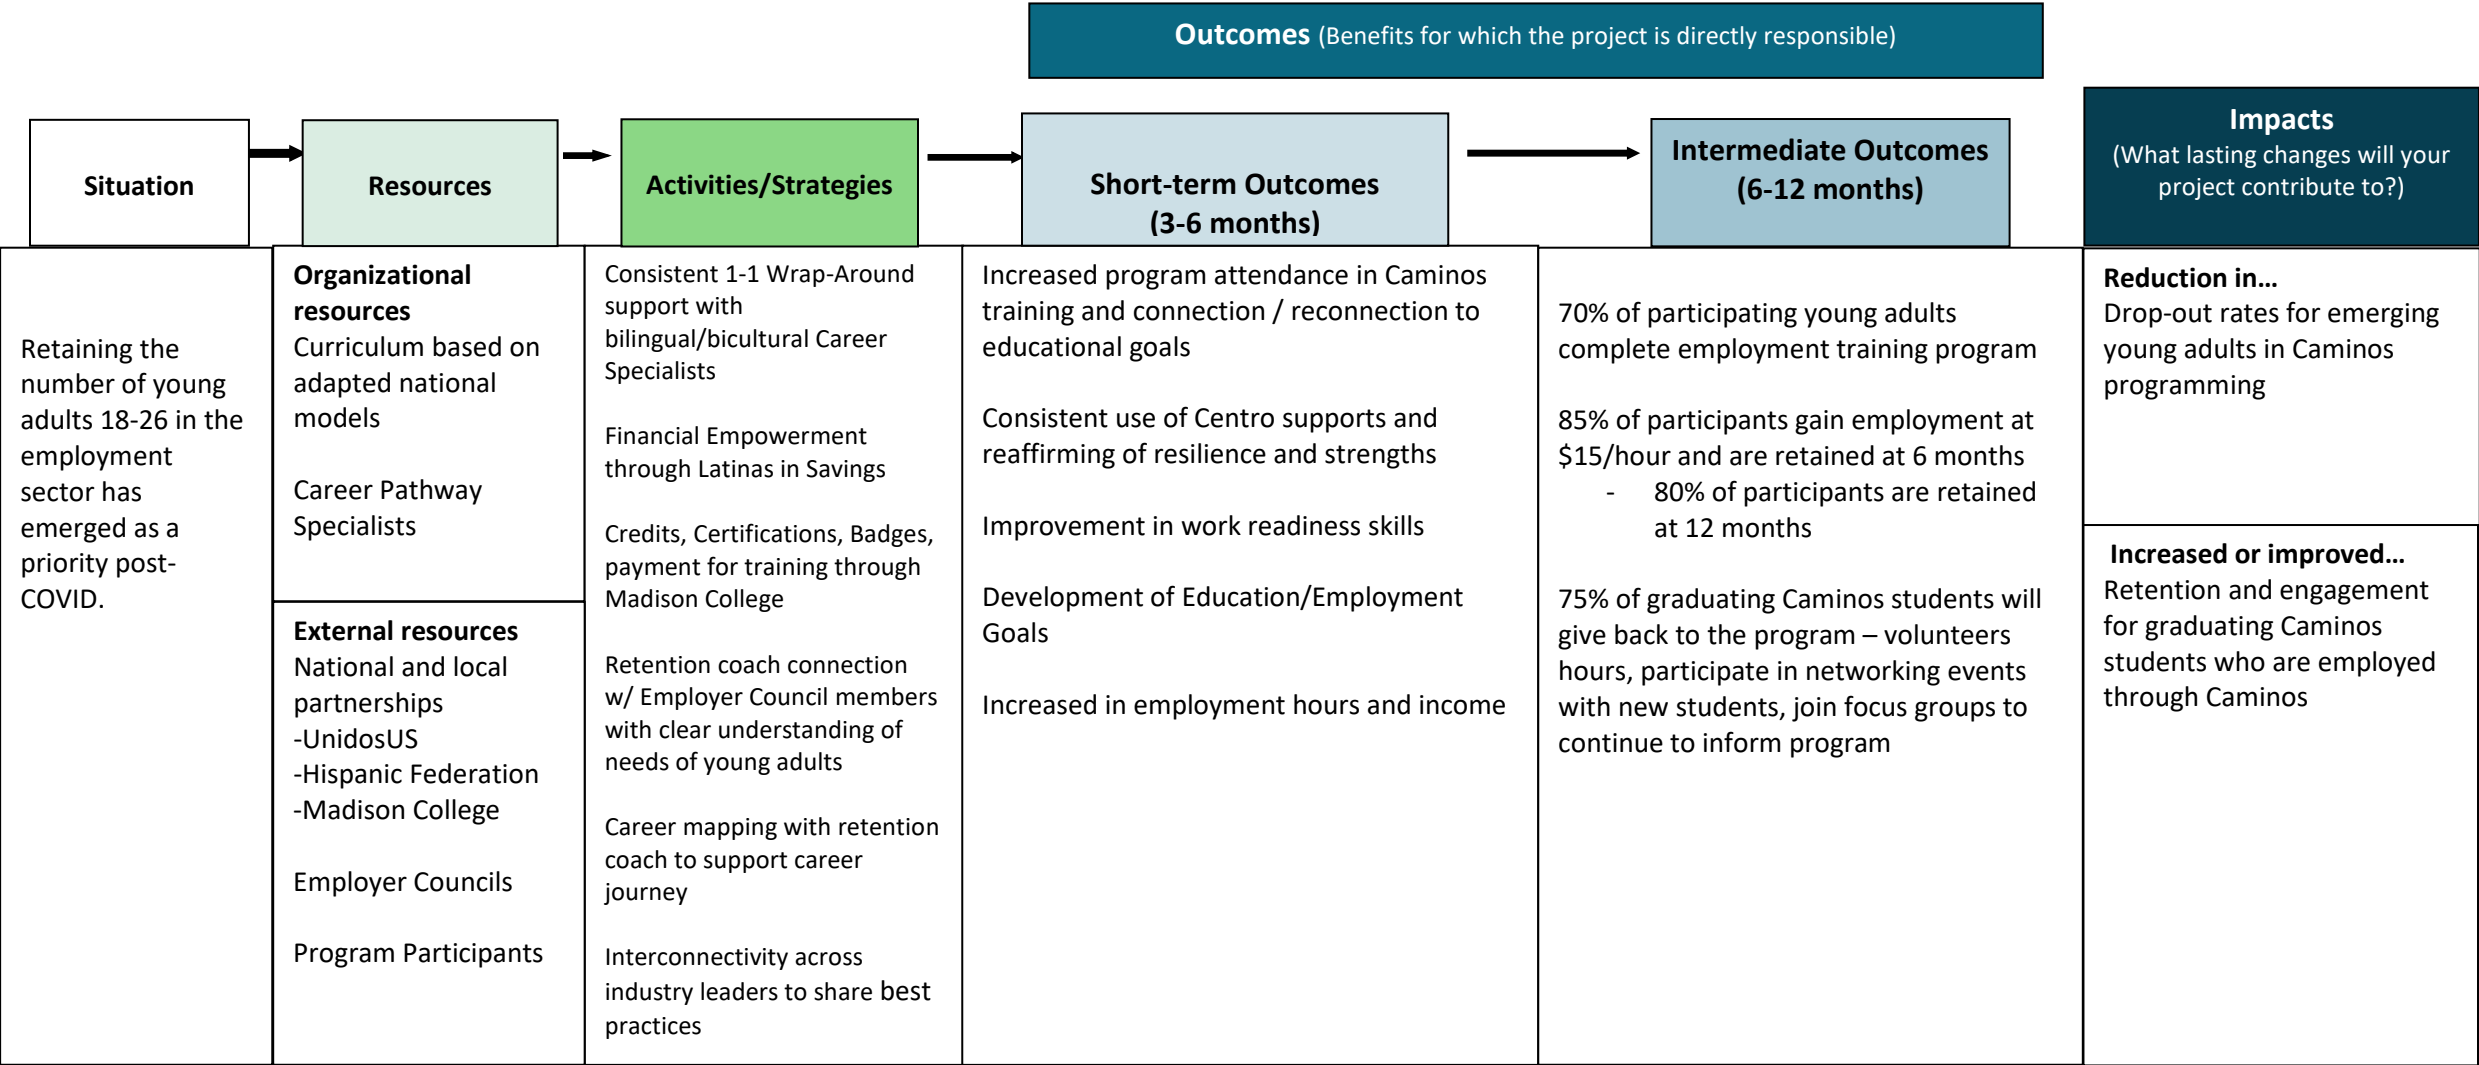 Outcomes (Benefits for which the project is directly responsible)
Situation
Resources
Activities/Strategies
Short-term Outcomes
(3-6 months)
Intermediate Outcomes
(6-12 months)
Impacts
(What lasting changes will your
project contribute to?)
Retaining the
number of young
adults 18-26 in the
employment
sector has
emerged as a
priority post-
COVID.
Organizational
resources
Curriculum based on
adapted national
models
Career Pathway
Specialists
External resources
National and local
partnerships
-UnidosUS
-Hispanic Federation
-Madison College
Employer Councils
Program Participants
Consistent 1-1 Wrap-Around
support with
bilingual/bicultural Career
Specialists
Financial Empowerment
through Latinas in Savings
Credits, Certifications, Badges,
payment for training through
Madison College
Retention coach connection
w/ Employer Council members
with clear understanding of
needs of young adults
Career mapping with retention
coach to support career
journey
Interconnectivity across
industry leaders to share best
practices
Increased program attendance in Caminos
training and connection / reconnection to
educational goals
Consistent use of Centro supports and
reaffirming of resilience and strengths
Improvement in work readiness skills
Development of Education/Employment
Goals
Increased in employment hours and income
70% of participating young adults
complete employment training program
85% of participants gain employment at
$15/hour and are retained at 6 months
- 80% of participants are retained
at 12 months
75% of graduating Caminos students will
give back to the program – volunteers
hours, participate in networking events
with new students, join focus groups to
continue to inform program
Reduction in…
Drop-out rates for emerging
young adults in Caminos
programming
Increased or improved…
Retention and engagement
for graduating Caminos
students who are employed
through Caminos